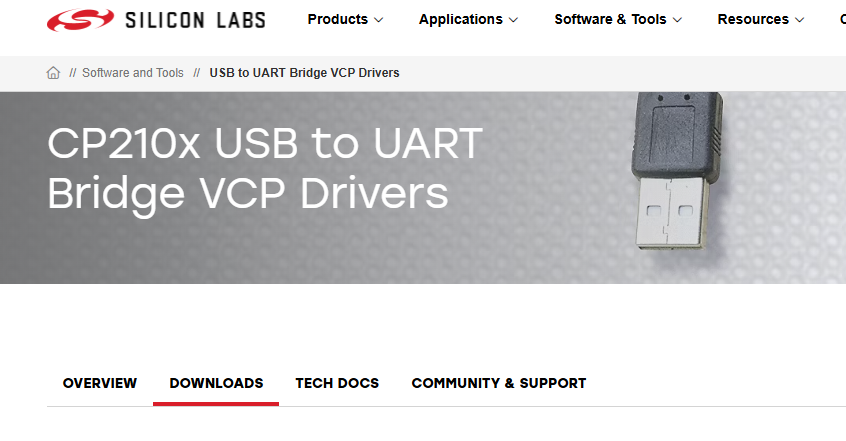 SILICON LABS
Products
Applications
Software & Tools
Resources
// Software and Tools // USB to UART Bridge VCP Drivers
CP210x USB to UART
Bridge VCP Drivers
OVERVIEW
DOWNLOADS
TECH DOCS
COMMUNITY & SUPPORT